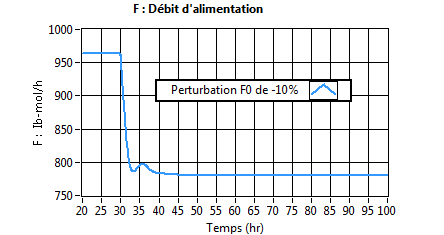 F : Débit d'alimentation
F : Ib-mol/h
1000
950
900
850
800
750
Perturbation F0 de -10%
20 25 30 35 40 45 50 55 60 65 70 75 80 85 90 95 100
Temps (hr)